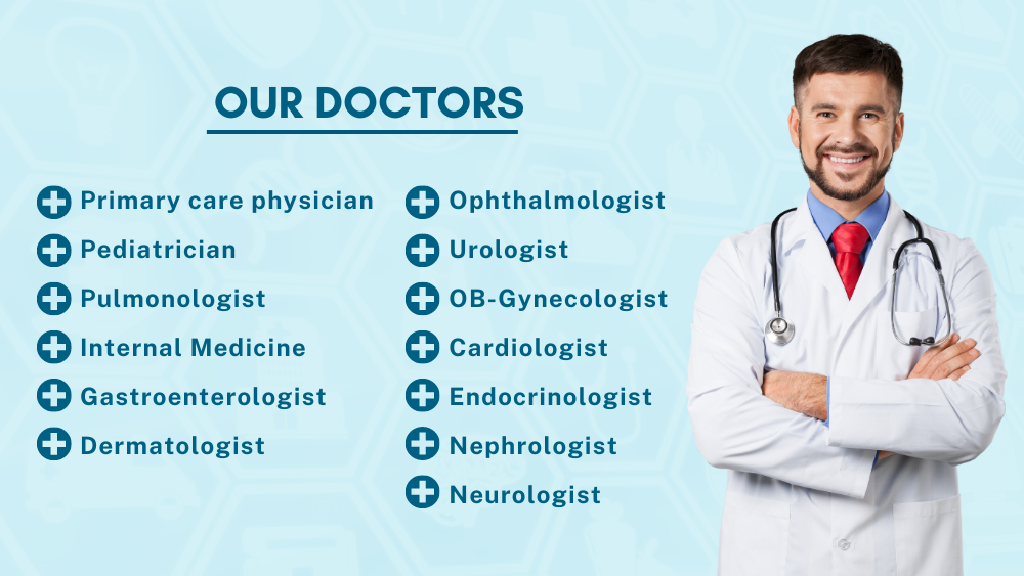 OUR DOCTORS
Primary care physician
Pediatrician
Pulmonologist
Internal Medicine
Gastroenterologist
Dermatologist
Ophthalmologist
Urologist
OB-Gynecologist
Cardiologist
Endocrinologist
Nephrologist
Neurologist